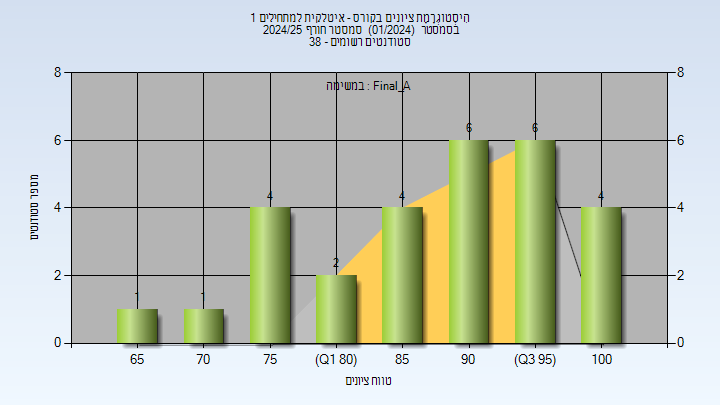 היסטוגרמת ציונים בקורס - איטלקית למתחילים 1
בסמסטר (01/2024) סמסטר חורף 2024/25
סטודנטים רשומים - 38
במשימה : Final_A
8 8
6 6
4 4
2 2
0 0
מספר סטודנטים
1 1 4 2 4 6 6 4
65 70 75 (Q1 80) 85 90 (Q3 95) 100
טווח ציונים